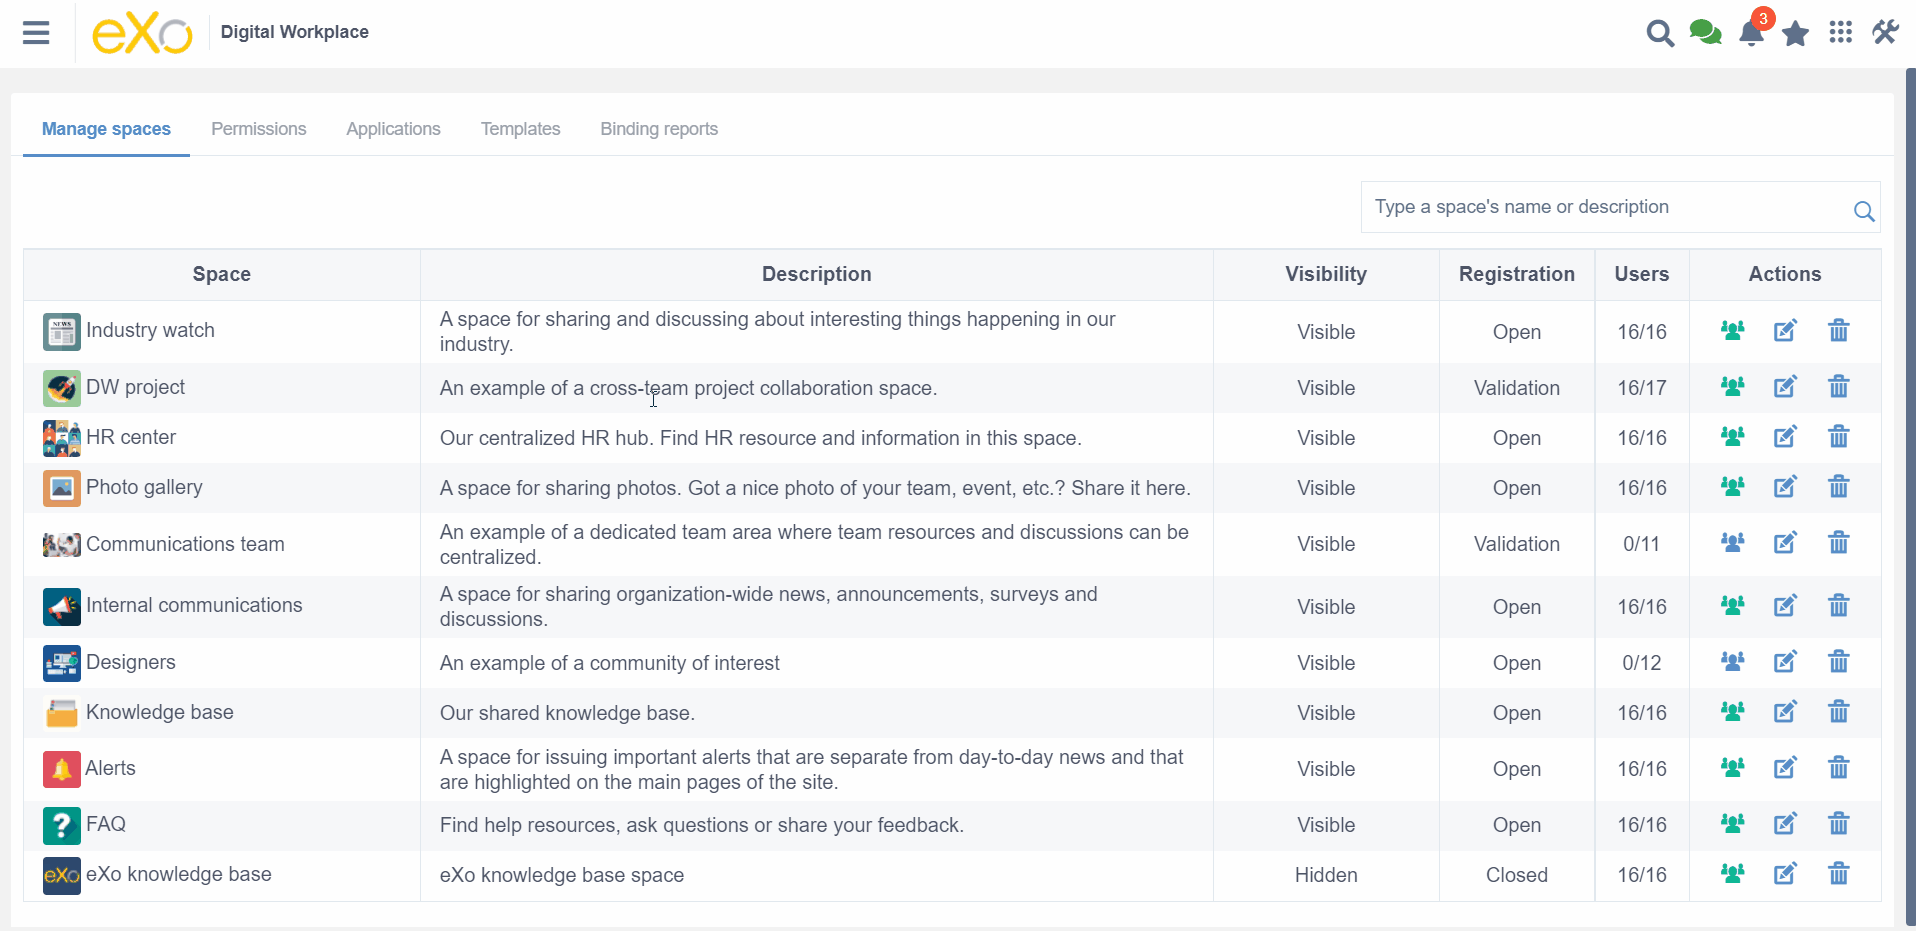 eXo
Digital Workplace
3
Manage spaces
Permissions
Applications
Templates
Binding reports
Type a space's name or description
Space
Description
Visibility
Registration
Users
Actions
NEWS
Industry watch
A space for sharing and discussing about interesting things happening in our
industry.
Visible
Open
16/16
DW project
An example of a cross-team project collaboration space.
Visible
Validation
16/17
HR center
Our centralized HR hub. Find HR resource and information in this space.
Visible
Open
16/16
Photo gallery
A space for sharing photos. Got a nice photo of your team, event, etc.? Share it here.
Visible
Open
16/16
Communications team
An example of a dedicated team area where team resources and discussions can be
centralized.
Visible
Validation
0/11
Internal communications
A space for sharing organization-wide news, announcements, surveys and
discussions.
Visible
Open
16/16
Designers
An example of a community of interest
Visible
Open
0/12
Knowledge base
Our shared knowledge base.
Visible
Open
16/16
Alerts
A space for issuing important alerts that are separate from day-to-day news and that
are highlighted on the main pages of the site.
Visible
Open
16/16
?
FAQ
Find help resources, ask questions or share your feedback.
Visible
Open
16/16
eXo
eXo knowledge base
eXo knowledge base space
Hidden
Closed
16/16